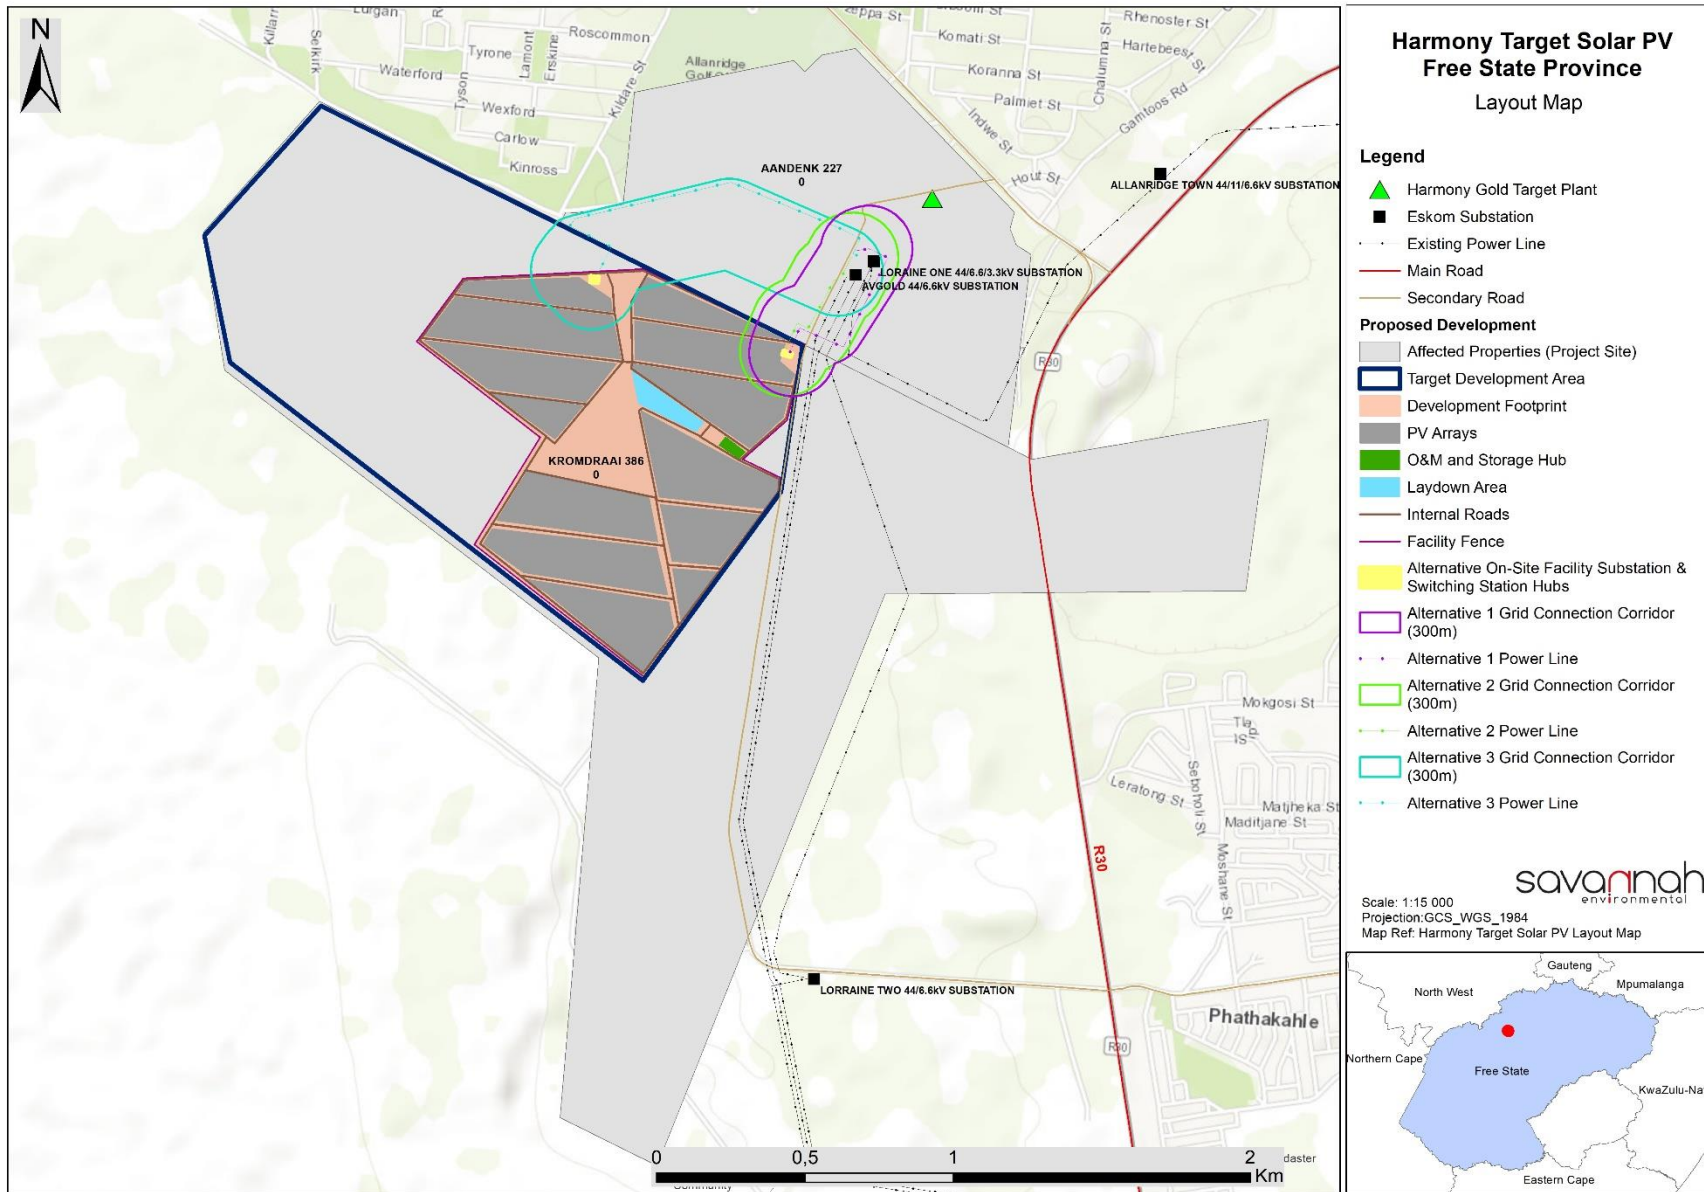 N
Killarn
Lurgan
Selkirk
Tyrone
Lamont
Erskine
Roscommon
Waterford
Tyson
Wexford
Kildare St
Carlow
Kinross
Allanridge
Komati St
Koranna St
Palmiet St
Rhenoster St
Hartebeest St
Chalumna St
Gamtoos Rd
Indwe St
Hout St
AANDENK 227
0
ALLANRIDGE TOWN 44/11/6.6kV SUBSTATION
LORAINE ONE 44/6.6/3.3kV SUBSTATION
AVGOLD 44/6.6kV SUBSTATION
R30
KROMDRAAI 386
0
Mokgosi St
Leratong St
Seboholi St
Matjheka St
Maditjane St
Moshane St
R30
LORRAINE TWO 44/6.6kV SUBSTATION
Phathakahle
R30
0
0,5
1
2
Km
Harmony Target Solar PV
Free State Province
Layout Map
Legend
Harmony Gold Target Plant
Eskom Substation
Existing Power Line
Main Road
Secondary Road
Proposed Development
Affected Properties (Project Site)
Target Development Area
Development Footprint
PV Arrays
O&M and Storage Hub
Laydown Area
Internal Roads
Facility Fence
Alternative On-Site Facility Substation &
Switching Station Hubs
Alternative 1 Grid Connection Corridor
(300m)
Alternative 1 Power Line
Alternative 2 Grid Connection Corridor
(300m)
Alternative 2 Power Line
Alternative 3 Grid Connection Corridor
(300m)
Alternative 3 Power Line
savannah
environmental
Scale: 1:15 000
Projection:GCS_WGS_1984
Map Ref: Harmony Target Solar PV Layout Map
Gauteng
North West
Mpumalanga
Northern Cape
Free State
KwaZulu-Na
Eastern Cape